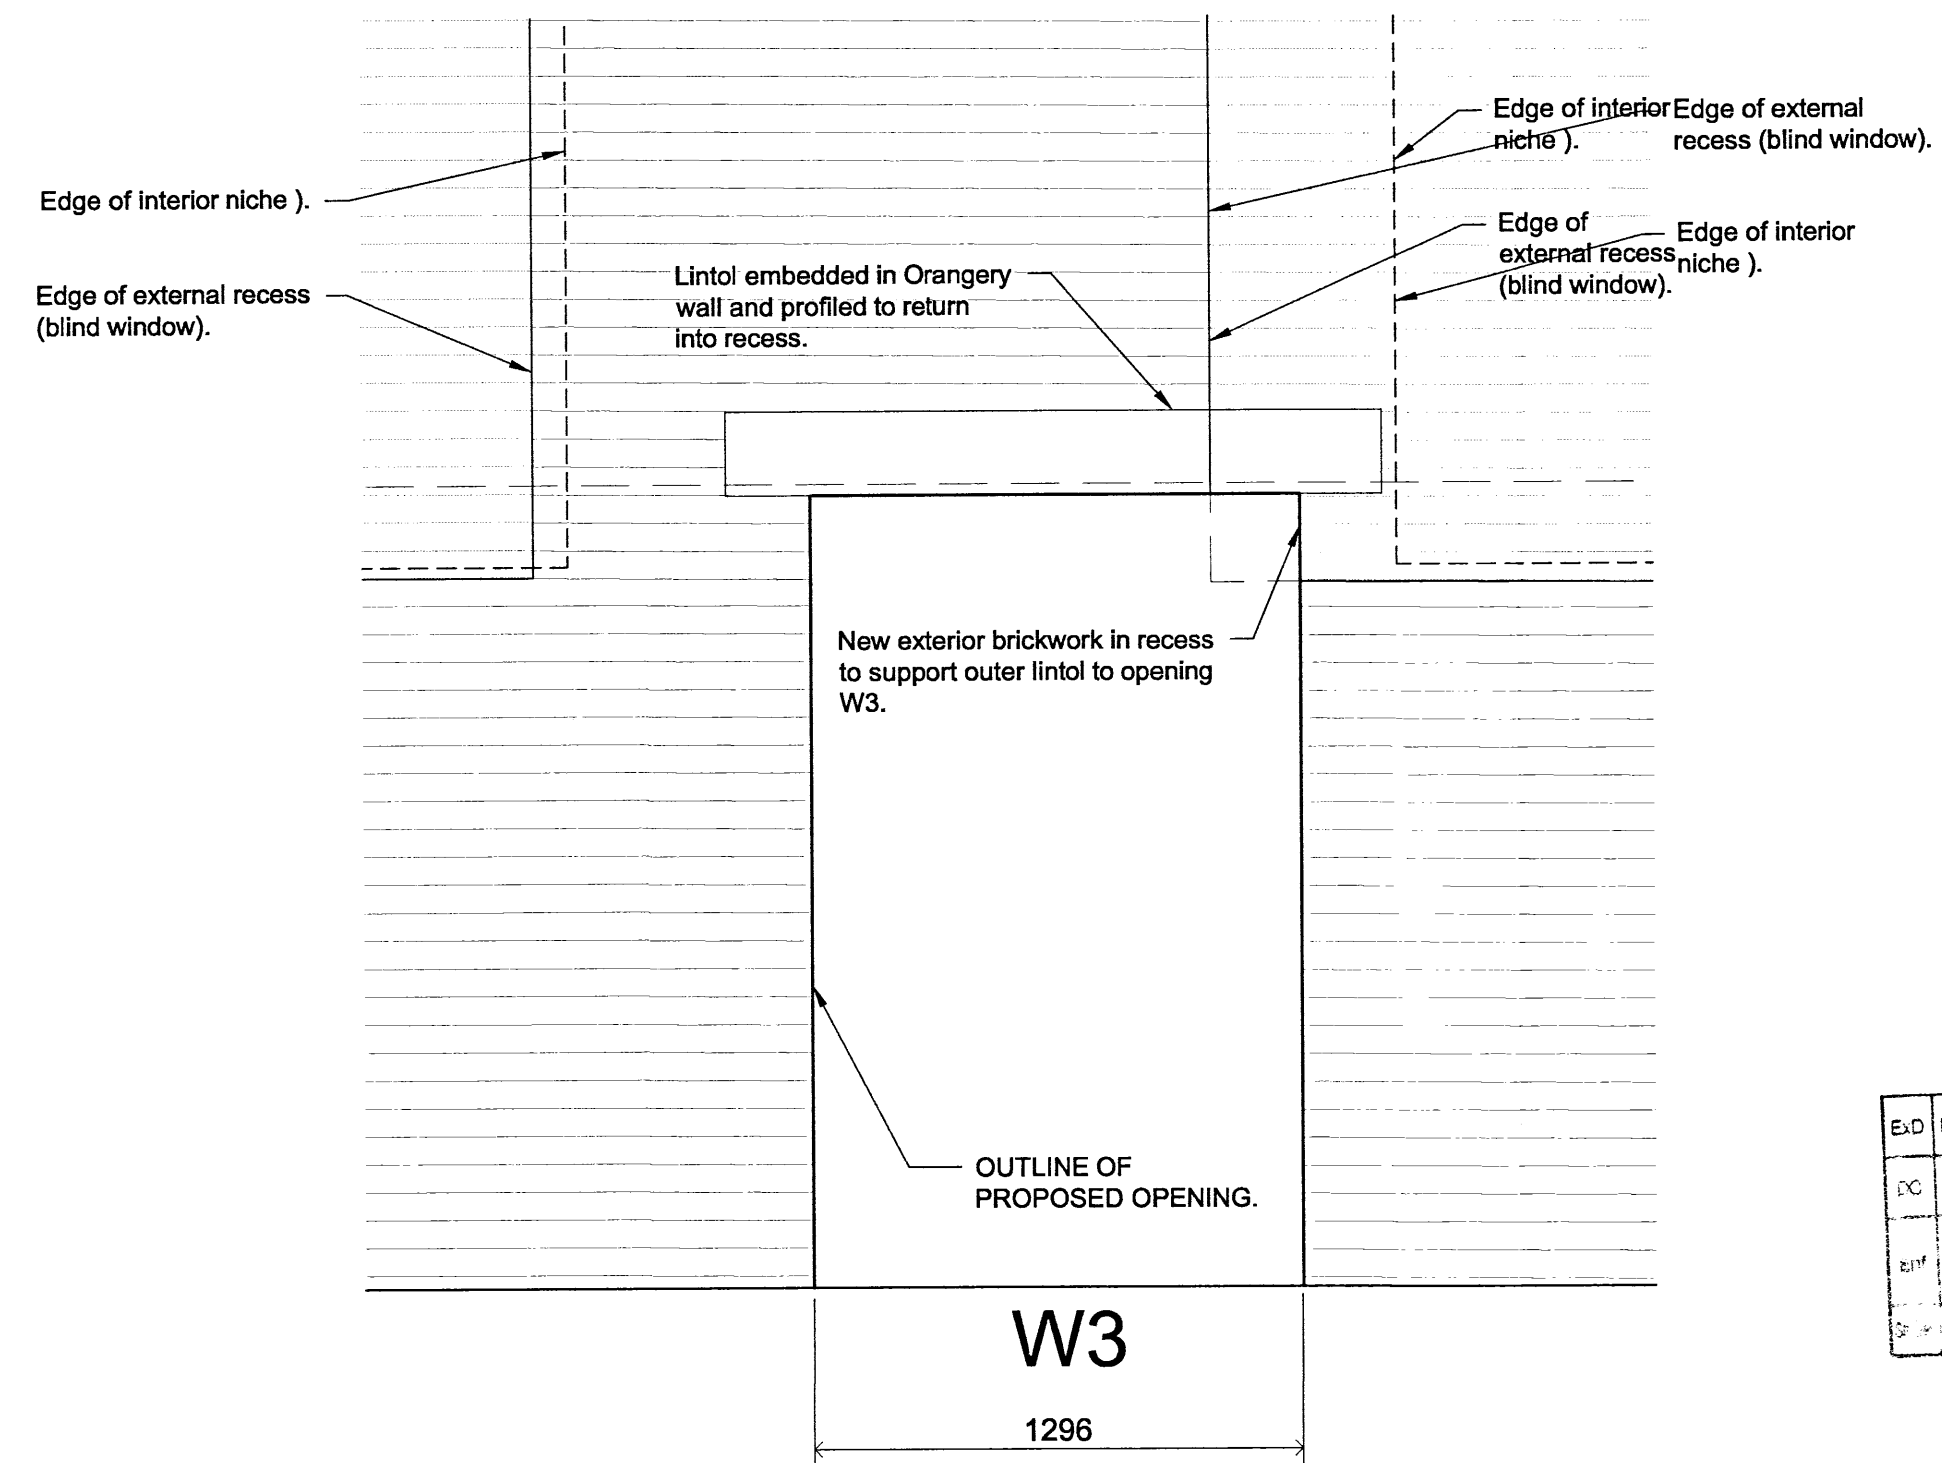 Edge of interior
niche ).
Edge of external
recess (blind window).
Edge of interior niche ).
Edge of
external recess
(blind window).
Edge of interior
niche ).
Lintol embedded in Orangery
wall and profiled to return
into recess.
Edge of external recess
(blind window).
New exterior brickwork in recess
to support outer lintol to opening
W3.
OUTLINE OF
PROPOSED OPENING.
ExD
DC
W3
1296